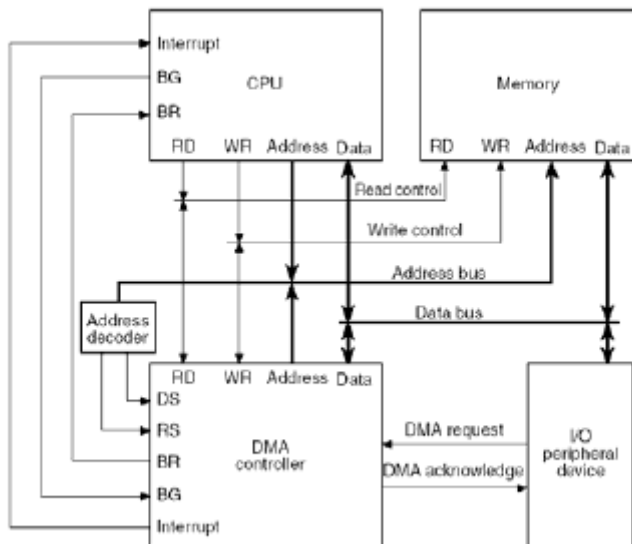 Interrupt
BG
CPU
BR
RD WR Address Data
Memory
RD WR Address Data
Read control
Write control
Address bus
Data bus
Address
decoder
RD WR Address Data
DS
RS
BR
BG
Interrupt
DMA
controller
DMA request
DMA acknowledge
I/O
peripheral
device